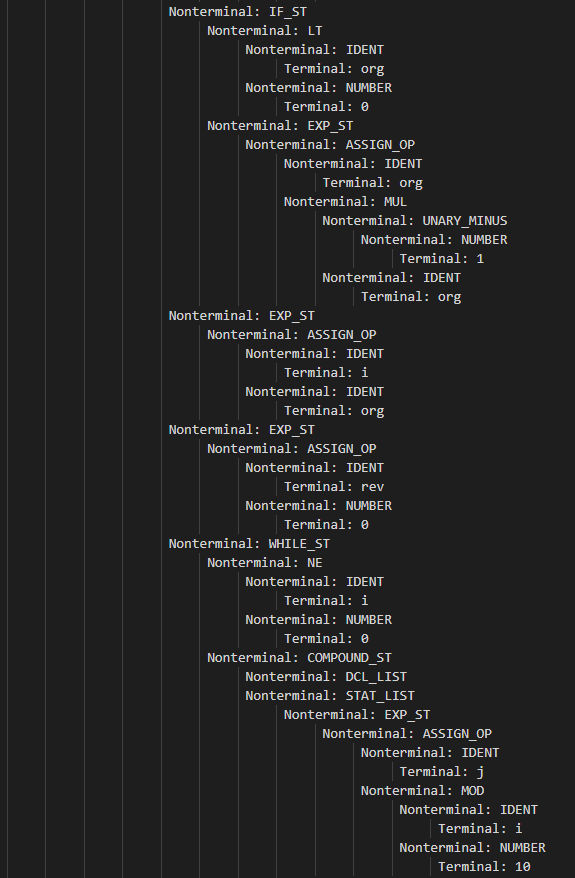 Nonterminal: IF_ST
Nonterminal: LT
Nonterminal: IDENT
Terminal: org
Nonterminal: NUMBER
Terminal: 0
Nonterminal: EXP_ST
Nonterminal: ASSIGN_OP
Nonterminal: IDENT
Terminal: org
Nonterminal: MUL
Nonterminal: UNARY_MINUS
Nonterminal: NUMBER
Terminal: 1
Nonterminal: IDENT
Terminal: org
Nonterminal: EXP_ST
Nonterminal: ASSIGN_OP
Nonterminal: IDENT
Terminal: i
Nonterminal: IDENT
Terminal: org
Nonterminal: EXP_ST
Nonterminal: ASSIGN_OP
Nonterminal: IDENT
Terminal: rev
Nonterminal: NUMBER
Terminal: 0
Nonterminal: WHILE_ST
Nonterminal: NE
Nonterminal: IDENT
Terminal: i
Nonterminal: NUMBER
Terminal: 0
Nonterminal: COMPOUND_ST
Nonterminal: DCL_LIST
Nonterminal: STAT_LIST
Nonterminal: EXP_ST
Nonterminal: ASSIGN_OP
Nonterminal: IDENT
Terminal: j
Nonterminal: MOD
Nonterminal: IDENT
Terminal: i
Nonterminal: NUMBER
Terminal: 10